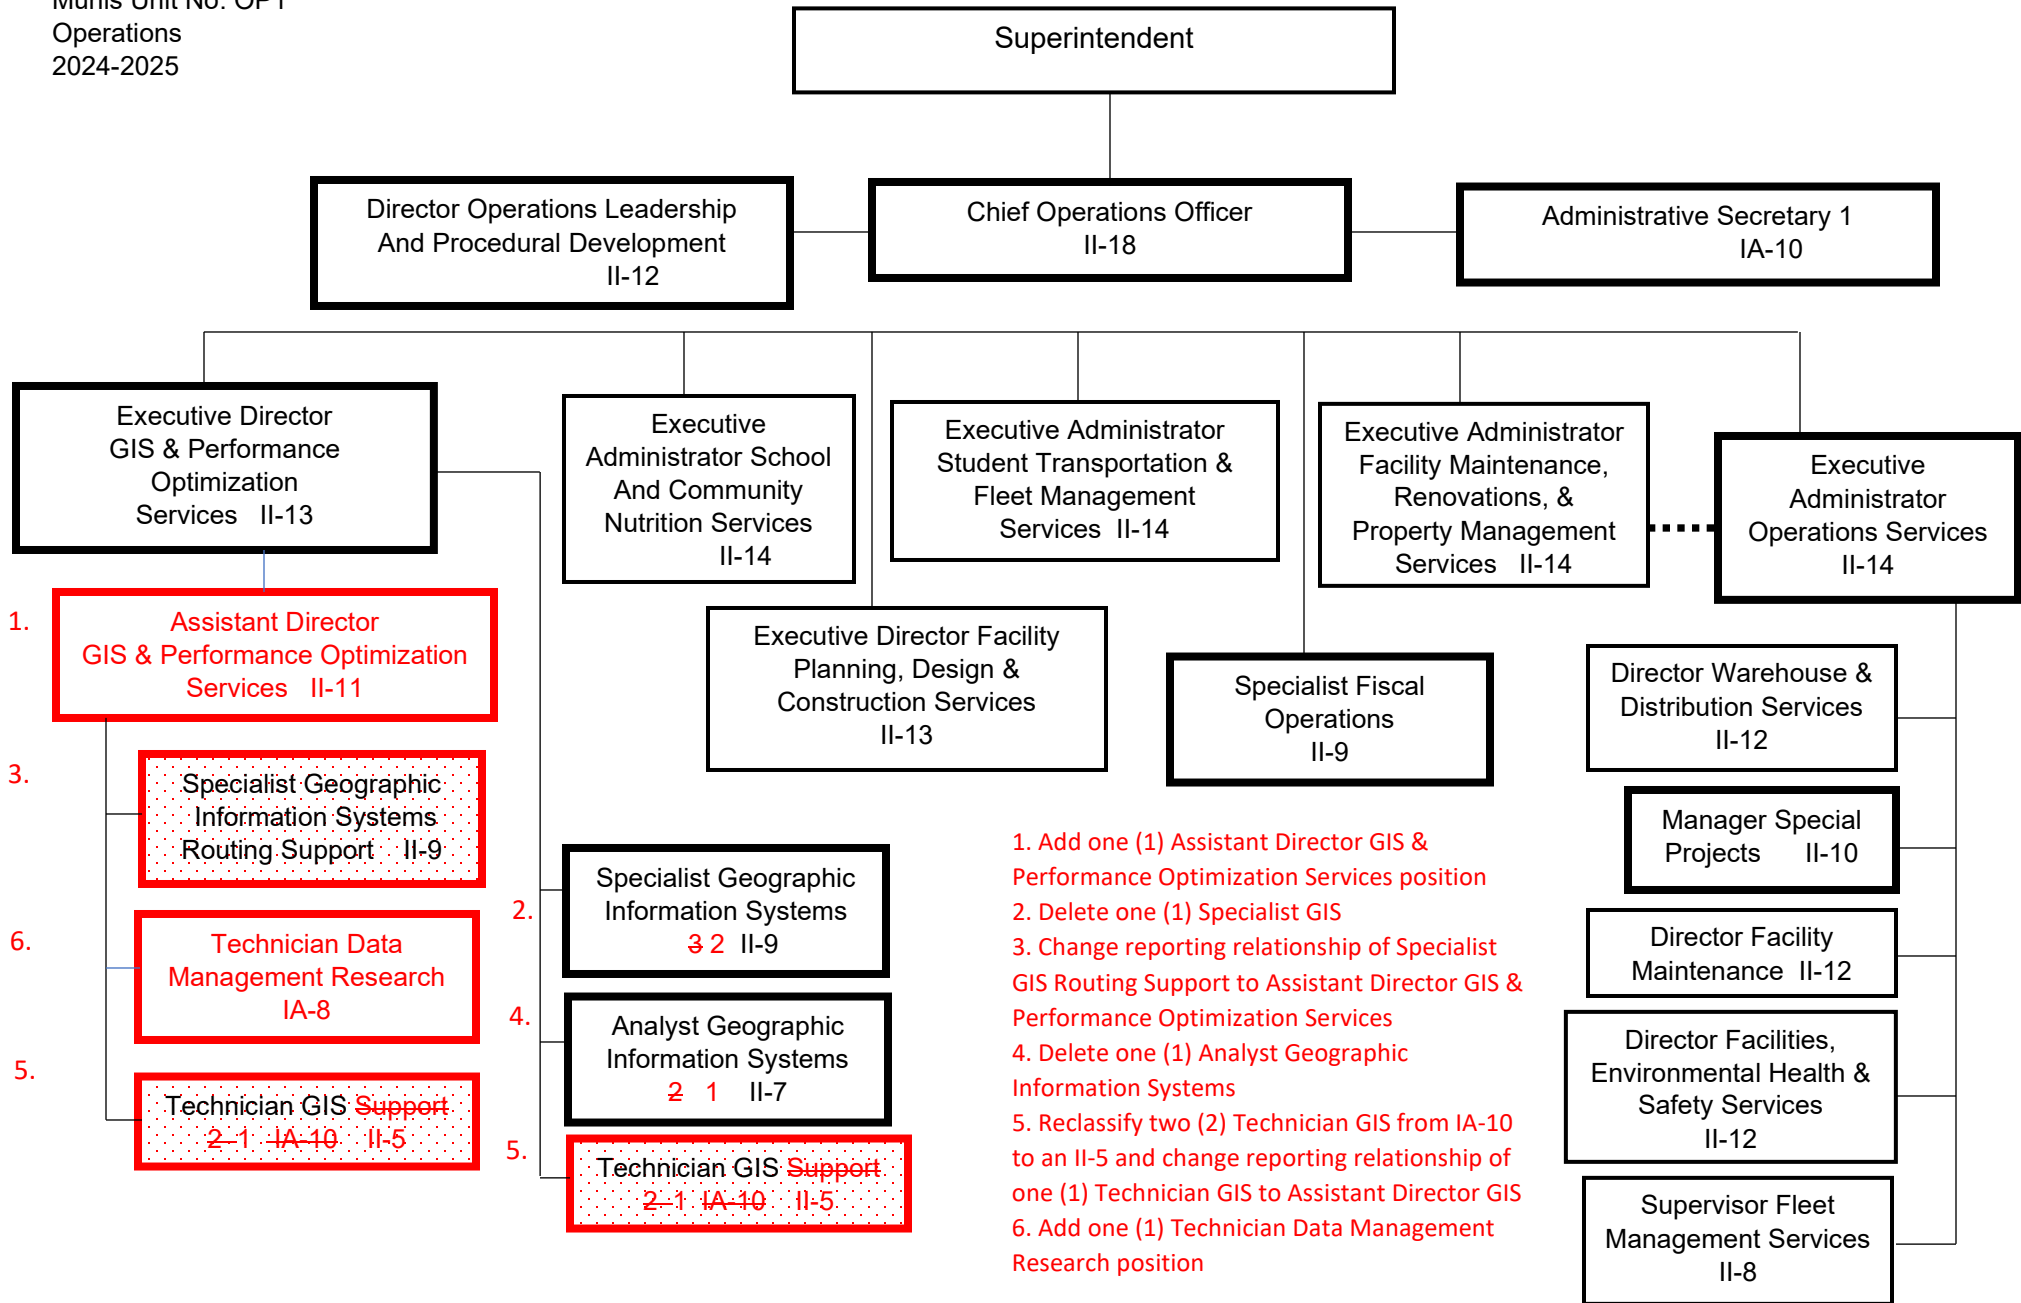 Munis Unit No. OP1
Operations
2024-2025
Superintendent
Director Operations Leadership
And Procedural Development
II-12
Chief Operations Officer
II-18
Administrative Secretary 1
IA-10
Executive Director
GIS & Performance
Optimization
Services II-13
Executive
Administrator School
And Community
Nutrition Services
II-14
Executive Administrator
Student Transportation &
Fleet Management
Services II-14
Executive Administrator
Facility Maintenance,
Renovations, &
Property Management
Services II-14
Executive
Administrator
Operations Services
II-14
1.
Assistant Director
GIS & Performance Optimization
Services II-11
Executive Director Facility
Planning, Design &
Construction Services
II-13
Specialist Fiscal
Operations
II-9
Director Warehouse &
Distribution Services
II-12
3.
Specialist Geographic
Information Systems
Routing Support II-9
Manager Special
Projects II-10
6.
Technician Data
Management Research
IA-8
2.
Specialist Geographic
Information Systems
3 2 II-9
Director Facility
Maintenance II-12
4.
Analyst Geographic
Information Systems
2 1 II-7
Director Facilities,
Environmental Health &
Safety Services
II-12
5.
Technician GIS Support
2 1 IA-10 II-5
5.
Technician GIS Support
2 1 IA-10 II-5
Supervisor Fleet
Management Services
II-8
1. Add one (1) Assistant Director GIS &
Performance Optimization Services position
2. Delete one (1) Specialist GIS
3. Change reporting relationship of Specialist
GIS Routing Support to Assistant Director GIS &
Performance Optimization Services
4. Delete one (1) Analyst Geographic
Information Systems
5. Reclassify two (2) Technician GIS from IA-10
to an II-5 and change reporting relationship of
one (1) Technician GIS to Assistant Director GIS
6. Add one (1) Technician Data Management
Research position